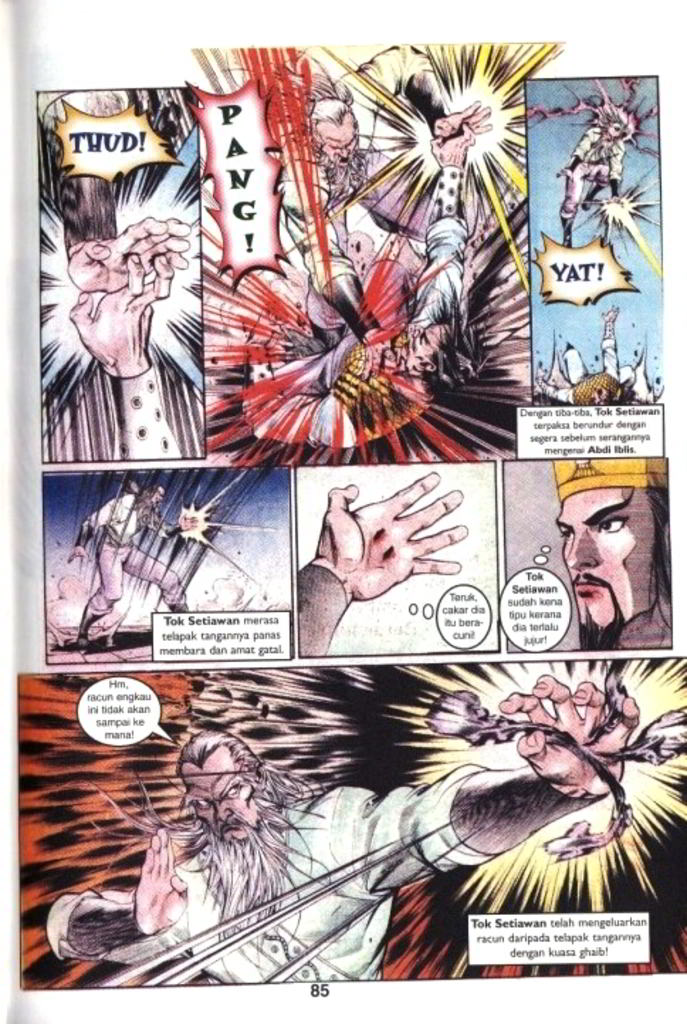 THUD!
PANG!
YAT!
Dengan tiba-tiba, Tok Setiawan
terpaksa berundur dengan
segera sebelum serangannya
mengenai Abdi Iblis.
Tok Setiawan merasa
telapak tangannya panas
membara dan amat gatal.
Teruk,
cakar dia
itu bera-
cun!
Tok
Setiawan
sudah kena
tipu kerana
dia terlalu
jujur!
Hm,
racun engkau
ini tidak akan
sampai ke
mana!
Tok Setiawan telah mengeluarkan
racun daripada telapak tangannya
dengan kuasa ghaib!
85